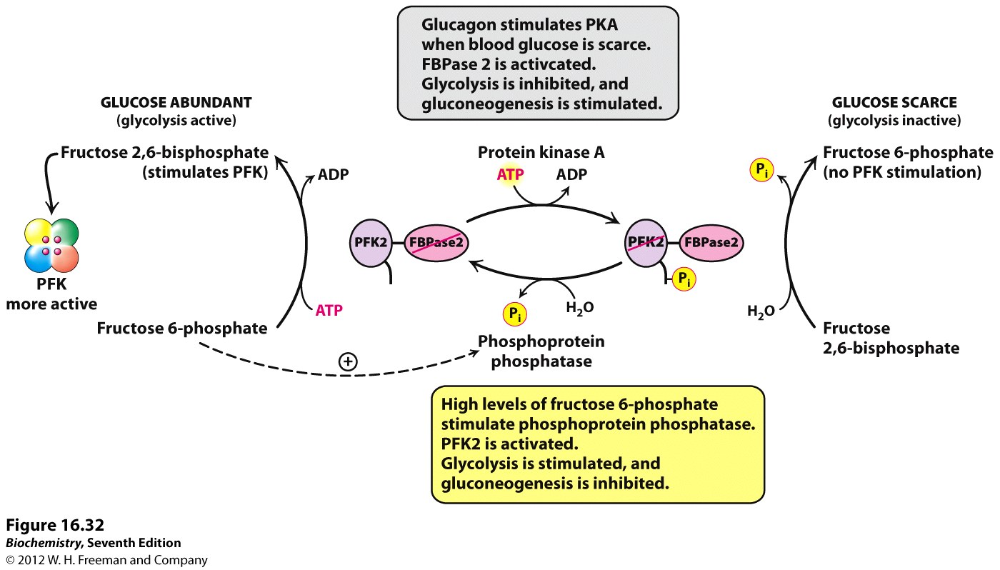 Glucagon stimulates PKA
when blood glucose is scarce.
FBPase 2 is activcated.
Glycolysis is inhibited, and
gluconeogenesis is stimulated.
GLUCOSE ABUNDANT
(glycolysis active)
Fructose 2,6-bisphosphate
(stimulates PFK)
ADP
PFK
more active
ATP
Fructose 6-phosphate
Protein kinase A
ATP
ADP
PFK2
FBPase2
PFK2
FBPase2
Pi
Pi
H2O
Phosphoprotein
phosphatase
+
GLUCOSE SCARCE
(glycolysis inactive)
Fructose 6-phosphate
(no PFK stimulation)
Pi
H2O
Fructose
2,6-bisphosphate
High levels of fructose 6-phosphate
stimulate phosphoprotein phosphatase.
PFK2 is activated.
Glycolysis is stimulated, and
gluconeogenesis is inhibited.
Figure 16.32
Biochemistry, Seventh Edition
© 2012 W. H. Freeman and Company